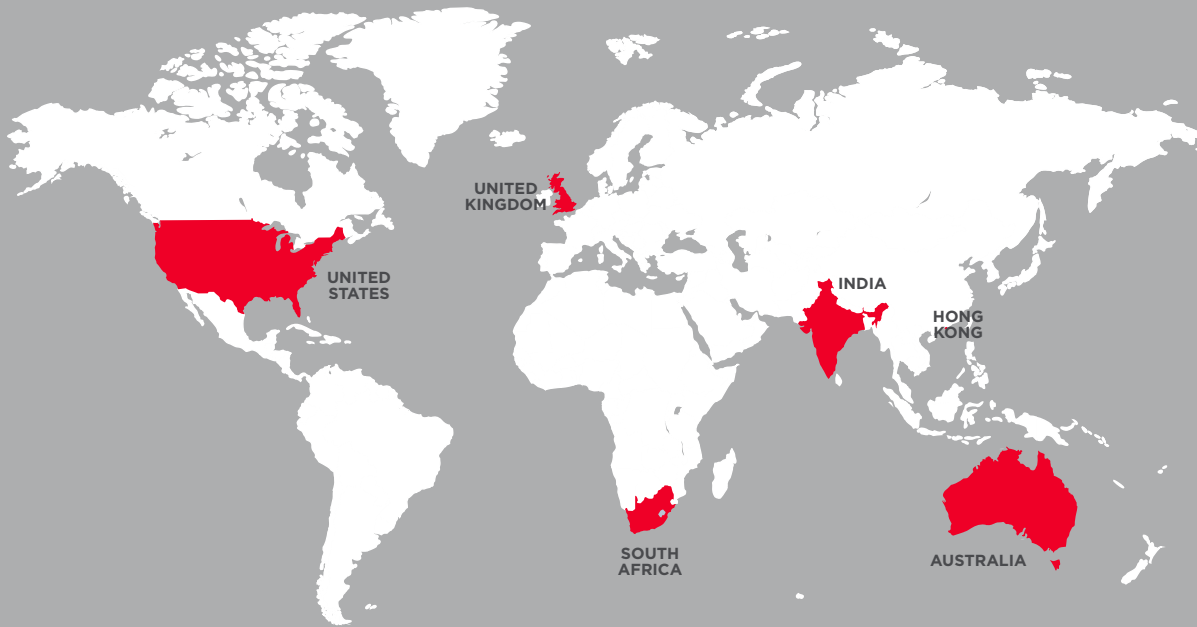 UNITED
KINGDOM
UNITED
STATES
INDIA
HONG
KONG
SOUTH
AFRICA
AUSTRALIA